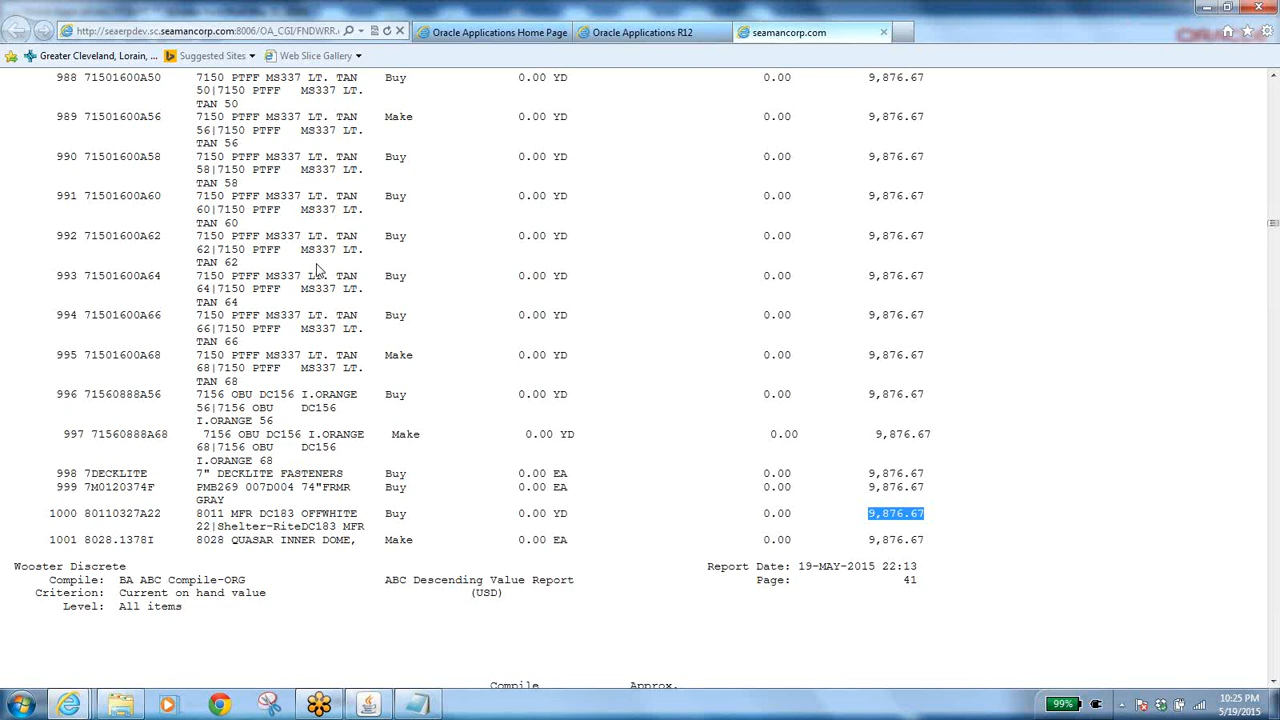 http://seaerpdev.sc.seamancorp.com:8006/OA_CGI/FNDWRR.
Oracle Applications Home Page
Oracle Applications R12
seamancorp.com
Greater Cleveland, Lorain, ...
Suggested Sites
Web Slice Gallery
988 71501600A50 7150 PTFF MS337 LT. TAN Buy 0.00 YD 0.00 9,876.67
50|7150 PTFF MS337 LT.
TAN 50
989 71501600A56 7150 PTFF MS337 LT. TAN Make 0.00 YD 0.00 9,876.67
56|7150 PTFF MS337 LT.
TAN 56
990 71501600A58 7150 PTFF MS337 LT. TAN Buy 0.00 YD 0.00 9,876.67
58|7150 PTFF MS337 LT.
TAN 58
991 71501600A60 7150 PTFF MS337 LT. TAN Buy 0.00 YD 0.00 9,876.67
60|7150 PTFF MS337 LT.
TAN 60
992 71501600A62 7150 PTFF MS337 LT. TAN Buy 0.00 YD 0.00 9,876.67
62|7150 PTFF MS337 LT.
TAN 62
993 71501600A64 7150 PTFF MS337 LT. TAN Buy 0.00 YD 0.00 9,876.67
64|7150 PTFF MS337 LT.
TAN 64
994 71501600A66 7150 PTFF MS337 LT. TAN Buy 0.00 YD 0.00 9,876.67
66|7150 PTFF MS337 LT.
TAN 66
995 71501600A68 7150 PTFF MS337 LT. TAN Make 0.00 YD 0.00 9,876.67
68|7150 PTFF MS337 LT.
TAN 68
996 71560888A56 7156 OBU DC156 I.ORANGE Buy 0.00 YD 0.00 9,876.67
56|7156 OBU DC156
I.ORANGE 56
997 71560888A68 7156 OBU DC156 I.ORANGE Make 0.00 YD 0.00 9,876.67
68|7156 OBU DC156
I.ORANGE 68
998 7DECKLITE 7" DECKLITE FASTENERS Buy 0.00 EA 0.00 9,876.67
999 7M0120374F PMB269 007D004 74"FRMR Buy 0.00 EA 0.00 9,876.67
GRAY
1000 80110327A22 8011 MFR DC183 OFFWHITE Buy 0.00 YD 0.00 9,876.67
22|Shelter-RiteDC183 MFR
1001 8028.1378I 8028 QUASAR INNER DOME, Make 0.00 EA 0.00 9,876.67
Wooster Discrete Report Date: 19-MAY-2015 22:13
Compile: BA ABC Compile-ORG ABC Descending Value Report Page: 41
Criterion: Current on hand value (USD)
Level: All items
Compile Approx.
99%
10:25 PM
5/19/2015